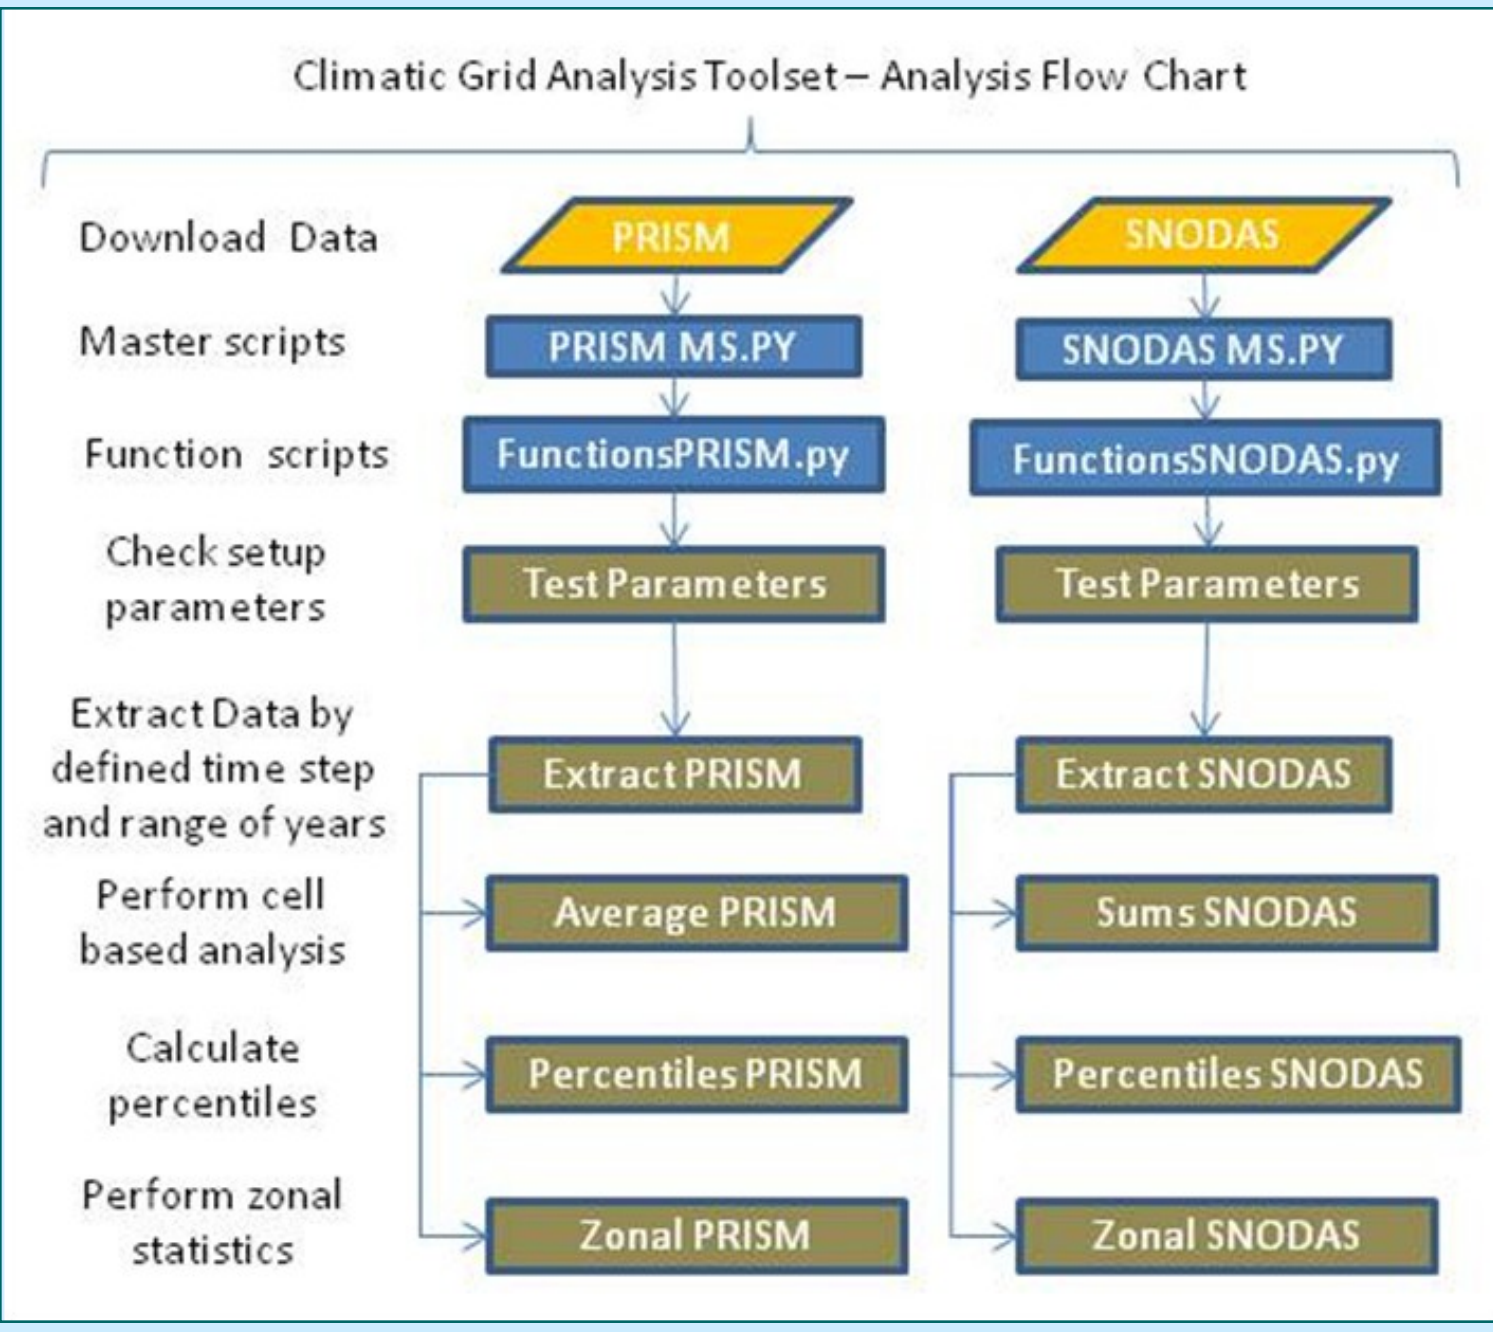 Climatic Grid Analysis Toolset – Analysis Flow Chart
Download Data
PRISM
SNODAS
Master scripts
PRISM MS.PY
SNODAS MS.PY
Function scripts
FunctionsPRISM.py
FunctionsSNODAS.py
Check setup
parameters
Test Parameters
Test Parameters
Extract Data by
defined time step
and range of years
Extract PRISM
Extract SNODAS
Perform cell
based analysis
Average PRISM
Sums SNODAS
Calculate
percentiles
Percentiles PRISM
Percentiles SNODAS
Perform zonal
statistics
Zonal PRISM
Zonal SNODAS